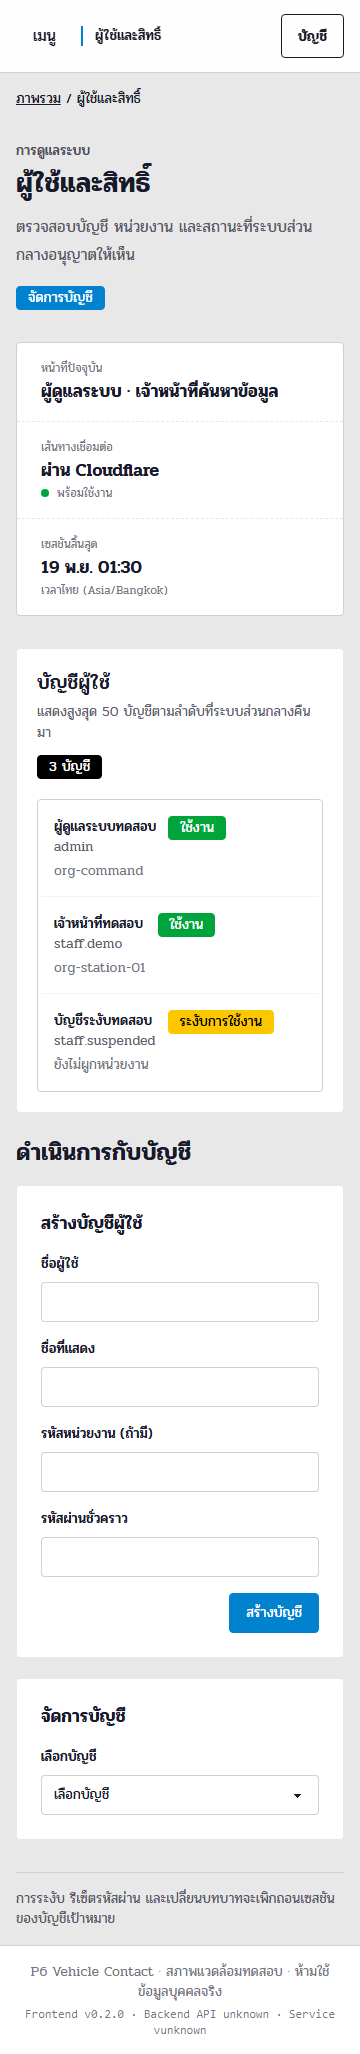 เมนู
ผู้ใช้และสิทธิ์
บัญชี
ภาพรวม / ผู้ใช้และสิทธิ์
การดูแลระบบ
ผู้ใช้และสิทธิ์
ตรวจสอบบัญชี หน่วยงาน และสถานะที่ระบบส่วน
กลางอนุญาตให้เห็น
จัดการบัญชี
หน้าที่ปัจจุบัน
ผู้ดูแลระบบ · เจ้าหน้าที่ค้นหาข้อมูล
เส้นทางเชื่อมต่อ
ผ่าน Cloudflare
พร้อมใช้งาน
เซสชันสิ้นสุด
19 พ.ย. 01:30
เวลาไทย (Asia/Bangkok)
บัญชีผู้ใช้
แสดงสูงสุด 50 บัญชีตามลำดับที่ระบบส่วนกลางคืน
มา
3 บัญชี
ผู้ดูแลระบบทดสอบ ใช้งาน
admin
org-command
เจ้าหน้าที่ทดสอบ ใช้งาน
staff.demo
org-station-01
บัญชีระงับทดสอบ ระงับการใช้งาน
staff.suspended
ยังไม่ผูกหน่วยงาน
ดำเนินการกับบัญชี
สร้างบัญชีผู้ใช้
ชื่อผู้ใช้
ชื่อที่แสดง
รหัสหน่วยงาน (ถ้ามี)
รหัสผ่านชั่วคราว
สร้างบัญชี
จัดการบัญชี
เลือกบัญชี
เลือกบัญชี
การระงับ รีเซ็ตรหัสผ่าน และเปลี่ยนบทบาทจะเพิกถอนเซสชัน
ของบัญชีเป้าหมาย
P6 Vehicle Contact · สภาพแวดล้อมทดสอบ · ห้ามใช้
ข้อมูลบุคคลจริง
Frontend v0.2.0 · Backend API unknown · Service
vunknown